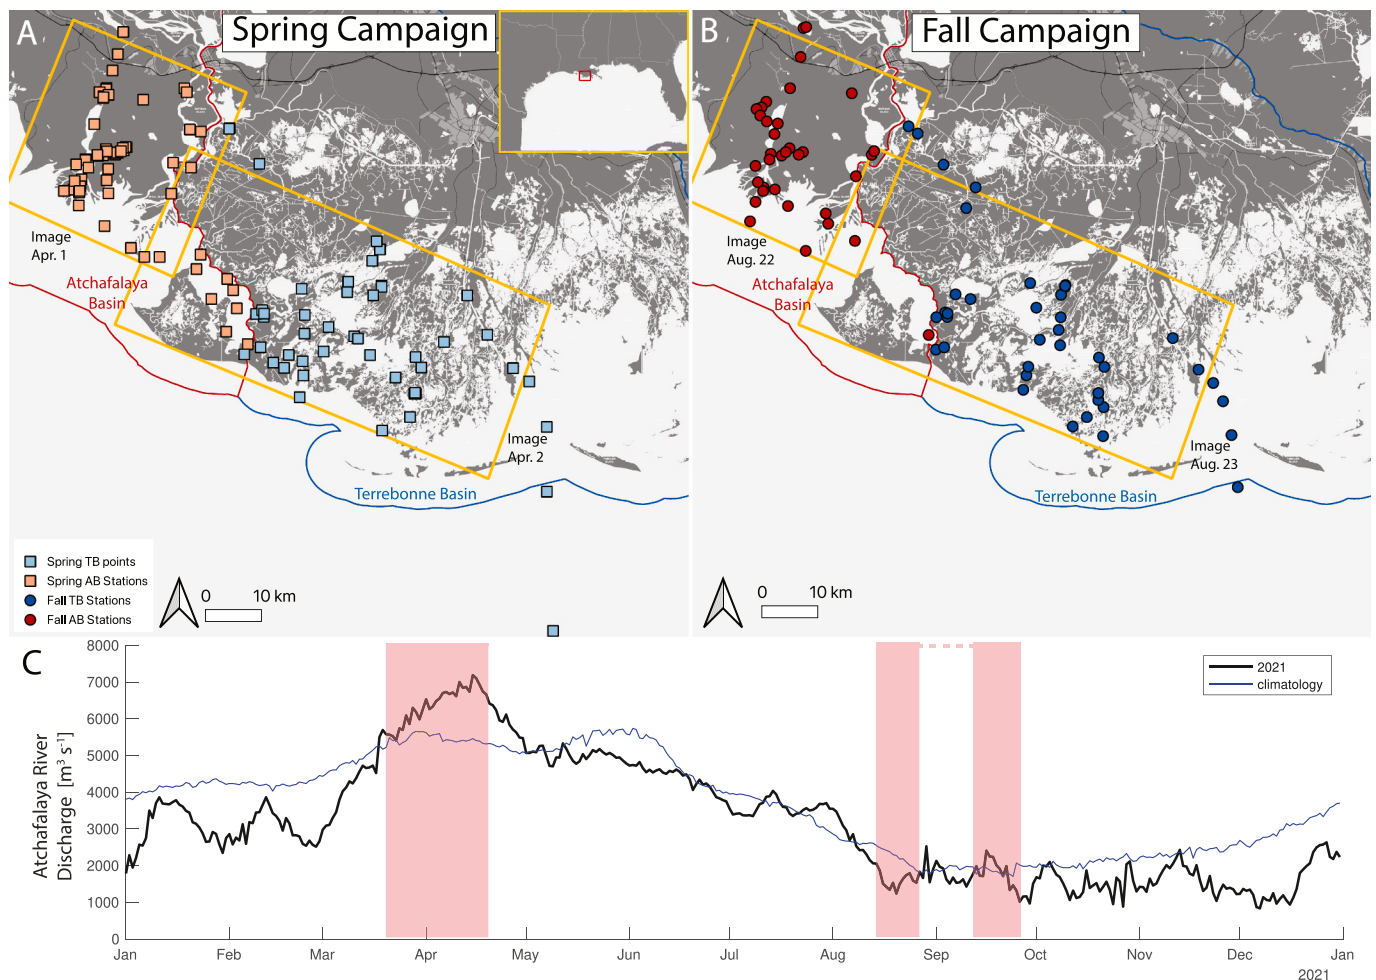 A
Spring Campaign
B
Fall Campaign
Image
Apr. 1
Atchafalaya
Basin
Image
Apr. 2
Terrebonne Basin
Spring TB points
Spring AB Stations
Fall TB Stations
Fall AB Stations
0 10 km
Image
Aug. 22
Atchafalaya
Basin
Image
Aug. 23
Terrebonne Basin
0 10 km
C
8000
7000
6000
5000
4000
3000
2000
1000
0
Atchafalaya River
Discharge [m³ s⁻¹]
2021
climatology
Jan Feb Mar Apr May Jun Jul Aug Sep Oct Nov Dec Jan
2021